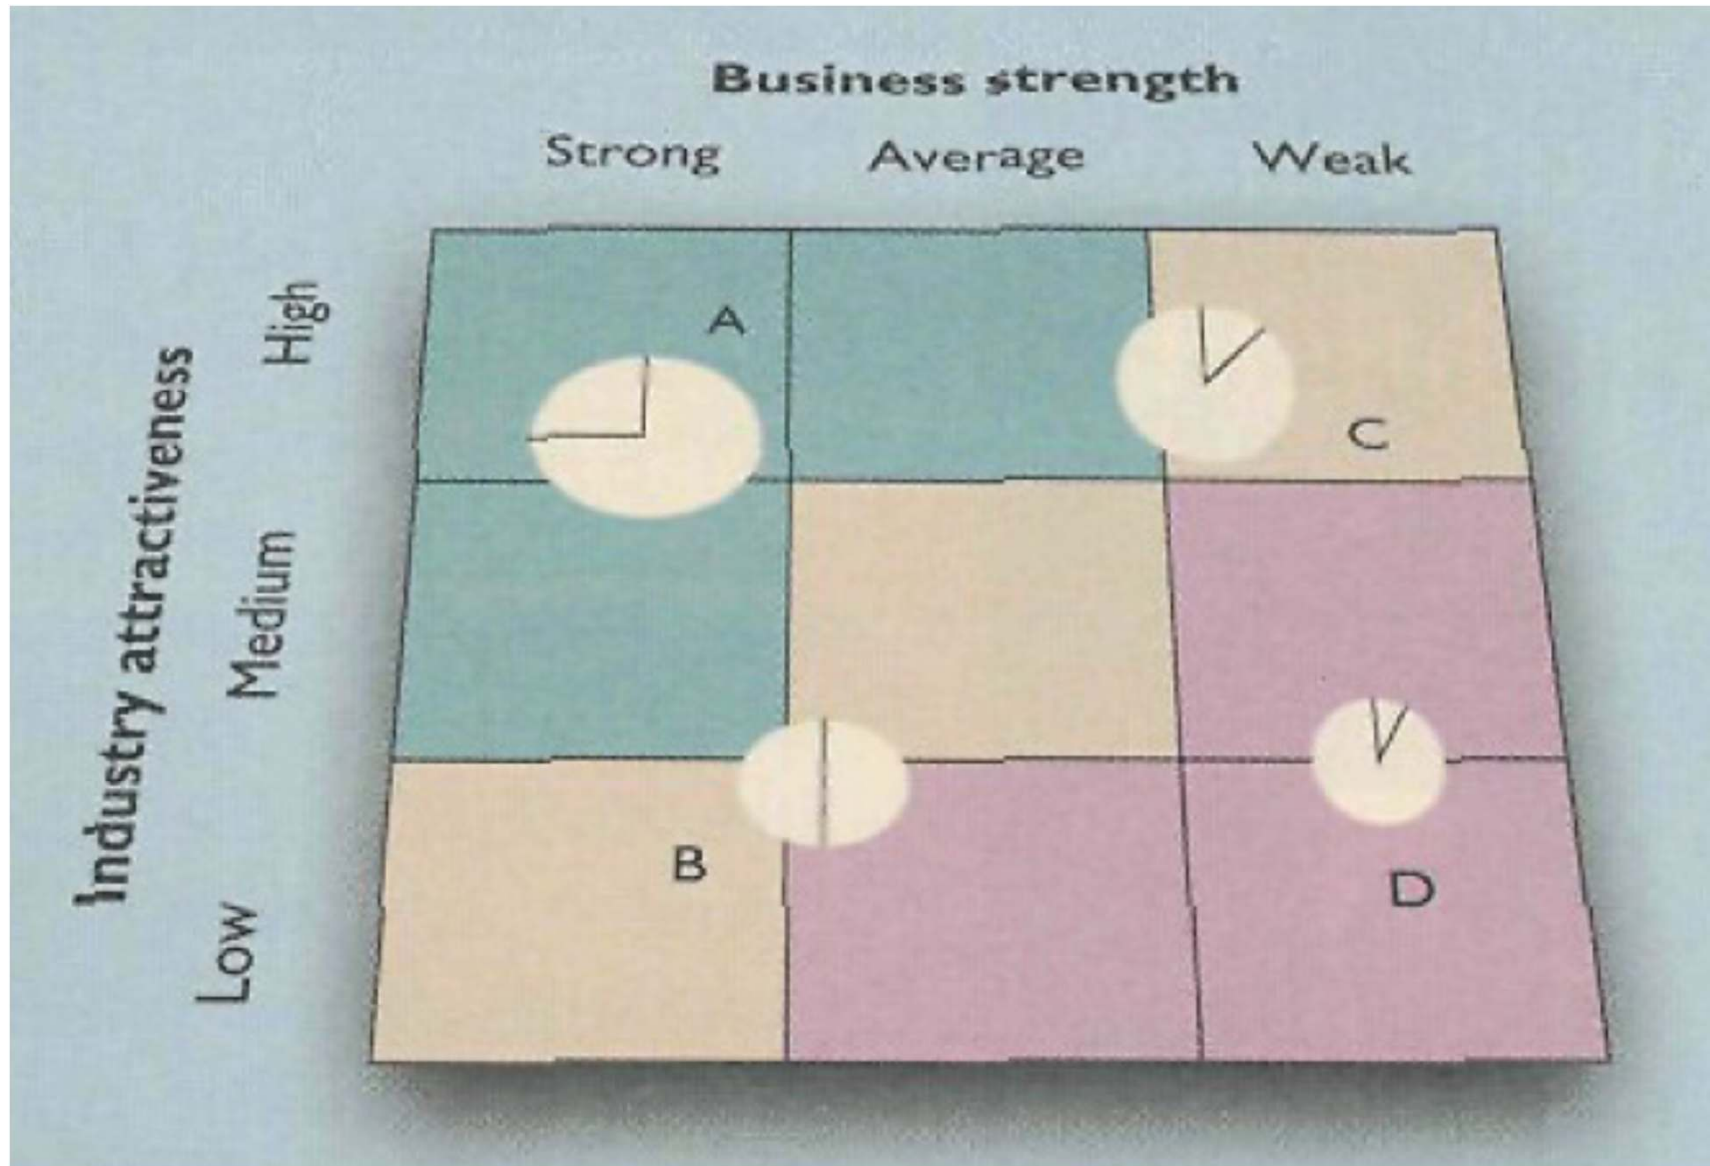 Business strength
Strong Average Weak
Industry attractiveness
High
Medium
Low
A
C
B
D